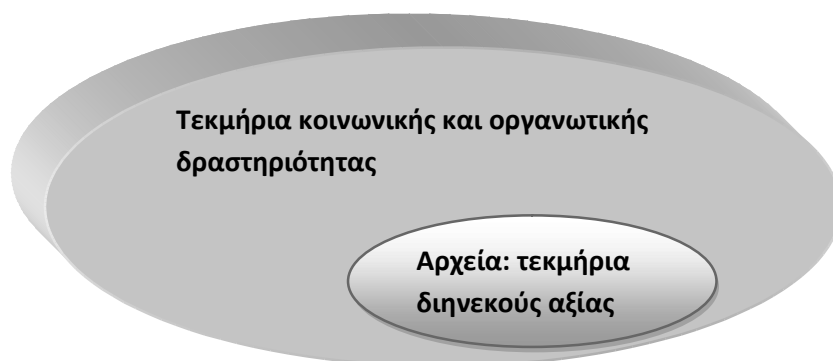 Τεκμήρια κοινωνικής και οργανωτικής
δραστηριότητας
Αρχεία: τεκμήρια
διηνεκούς αξίας